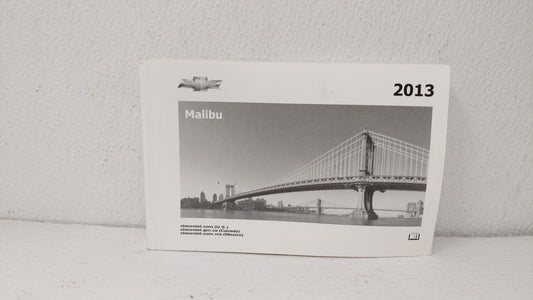 2013
Malibu
chevrolet.com (U.S.)
chevrolet.gm.ca (Canada)
chevrolet.com.mx (Mexico)